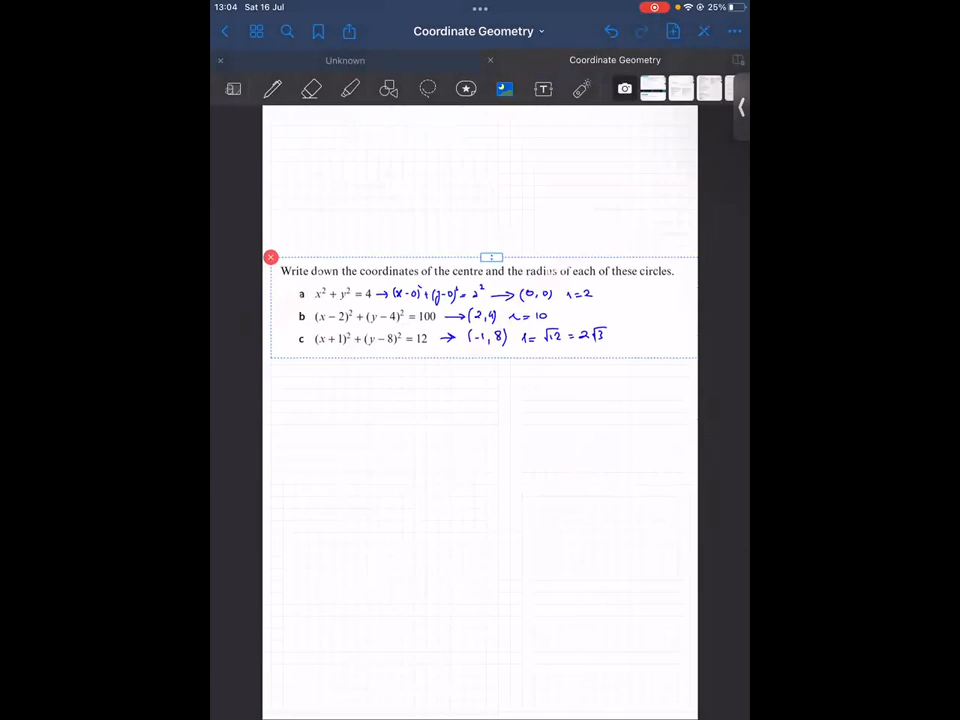 13:04 Sat 16 Jul 25%
Coordinate Geometry
Unknown Coordinate Geometry
Write down the coordinates of the centre and the radius of each of these circles.
a x² + y² = 4 → (x-0)² + (y-0)² = 2² → (0,0) r=2
b (x − 2)² + (y − 4)² = 100 → (2,4) r = 10
c (x + 1)² + (y − 8)² = 12 → (-1, 8) r = √12 = 2√3